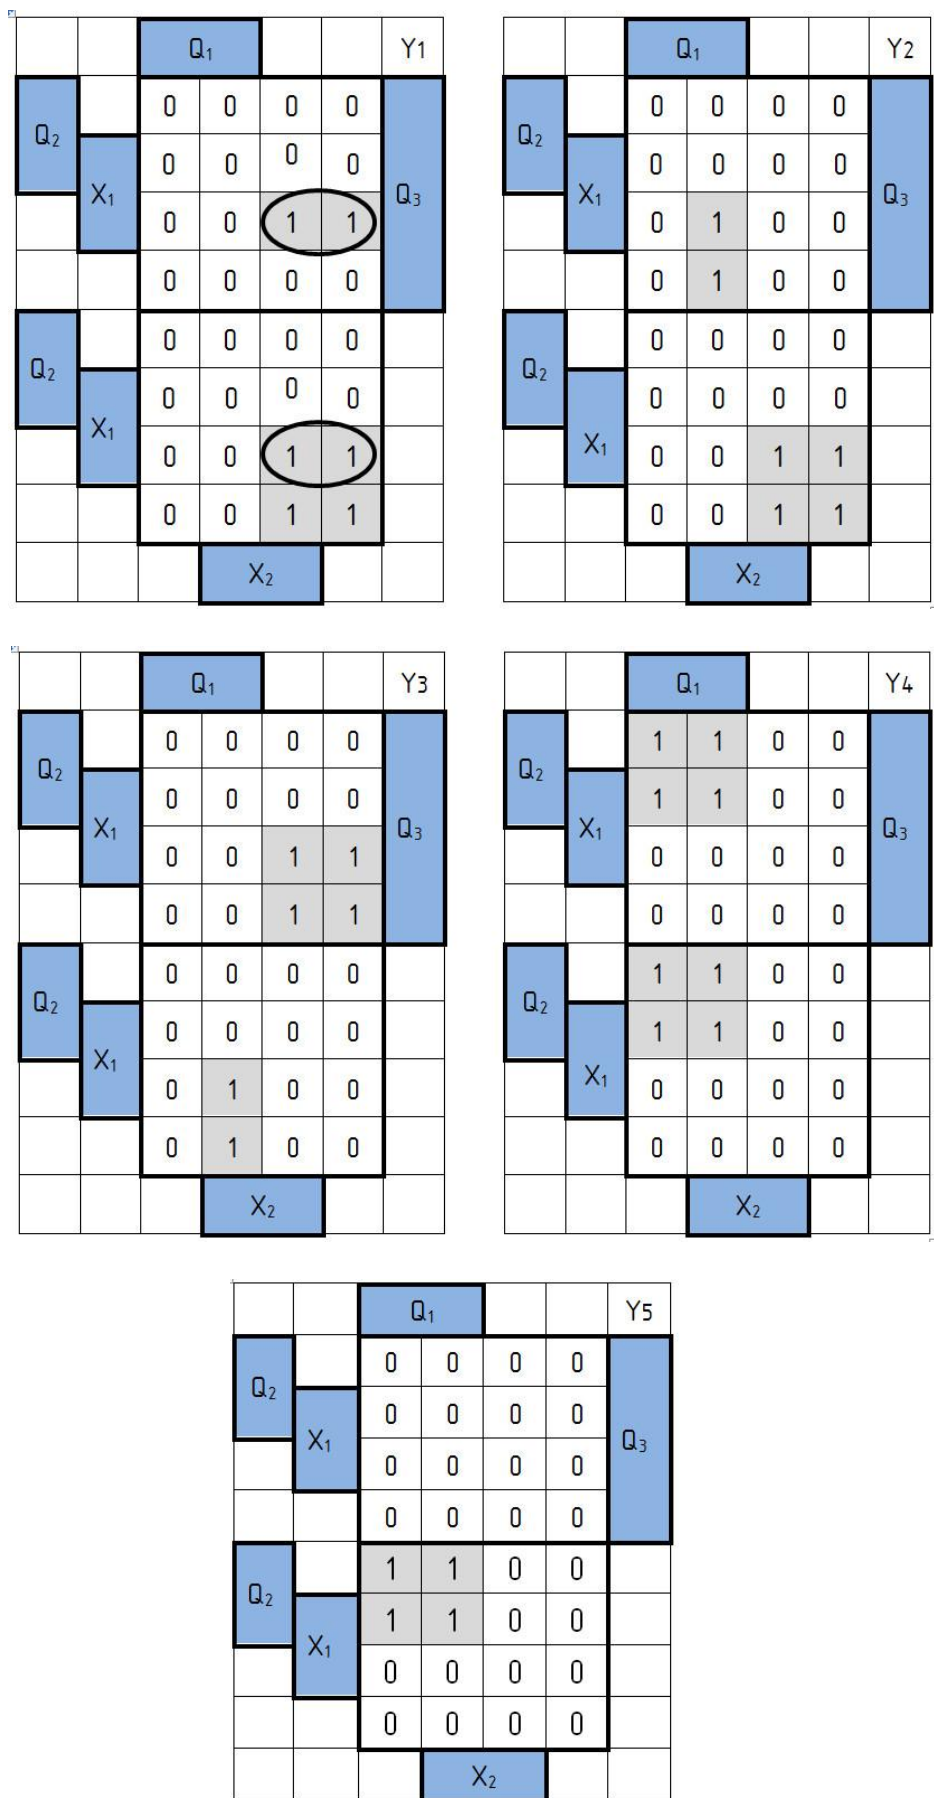 Q₁ Y1 Q₁ Y2
0 0 0 0 0 0 0 0
Q₂ Q₂
0 0 0 0 0 0 0 0
X₁ Q₃ X₁ Q₃
0 0 1 1 0 1 0 0
0 0 0 0 0 1 0 0
0 0 0 0 0 0 0 0
Q₂ Q₂
0 0 0 0 0 0 0 0
X₁ X₁
0 0 1 1 0 0 1 1
0 0 1 1 0 0 1 1
X₂ X₂
Q₁ Y3 Q₁ Y4
0 0 0 0 1 1 0 0
Q₂ Q₂
0 0 0 0 1 1 0 0
X₁ Q₃ X₁ Q₃
0 0 1 1 0 0 0 0
0 0 1 1 0 0 0 0
0 0 0 0 1 1 0 0
Q₂ Q₂
0 0 0 0 1 1 0 0
X₁ X₁
0 1 0 0 0 0 0 0
0 1 0 0 0 0 0 0
X₂ X₂
Q₁ Y5
0 0 0 0
Q₂
0 0 0 0
X₁ Q₃
0 0 0 0
0 0 0 0
1 1 0 0
Q₂
1 1 0 0
X₁
0 0 0 0
0 0 0 0
X₂